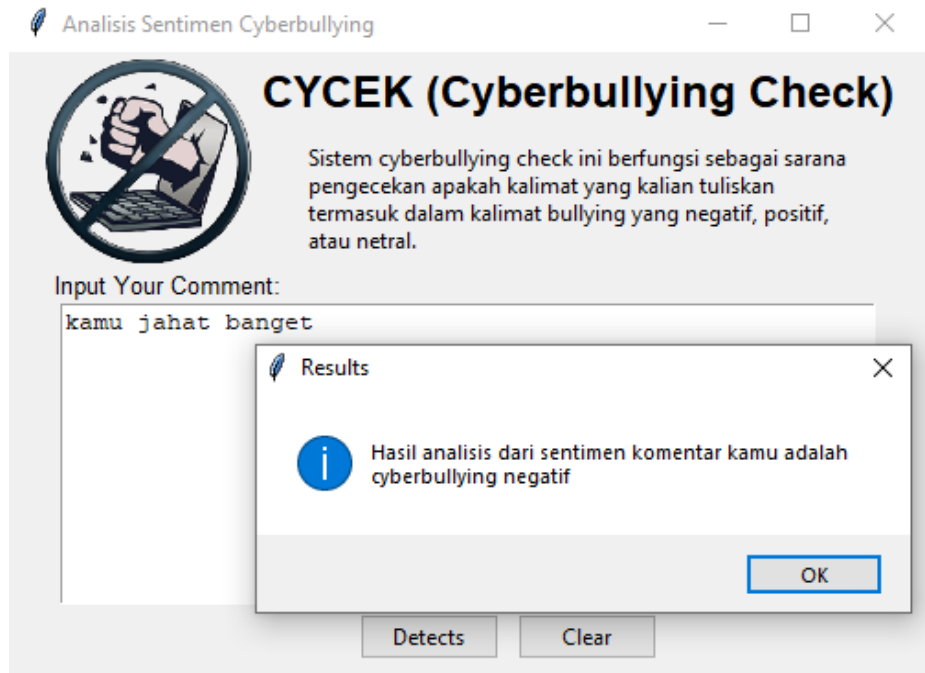 Analisis Sentimen Cyberbullying
CYCEK (Cyberbullying Check)
Sistem cyberbullying check ini berfungsi sebagai sarana
pengecekan apakah kalimat yang kalian tuliskan
termasuk dalam kalimat bullying yang negatif, positif,
atau netral.
Input Your Comment:
kamu jahat banget
Results
Hasil analisis dari sentimen komentar kamu adalah
cyberbullying negatif
OK
Detects
Clear